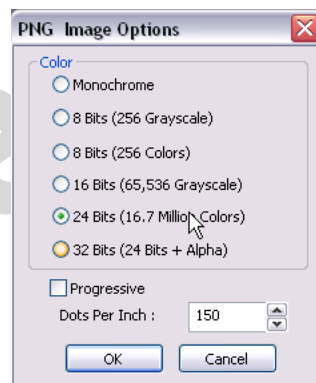 PNG Image Options
Color
Monochrome
8 Bits (256 Grayscale)
8 Bits (256 Colors)
16 Bits (65,536 Grayscale)
24 Bits (16.7 Million Colors)
32 Bits (24 Bits + Alpha)
Progressive
Dots Per Inch : 150
OK Cancel